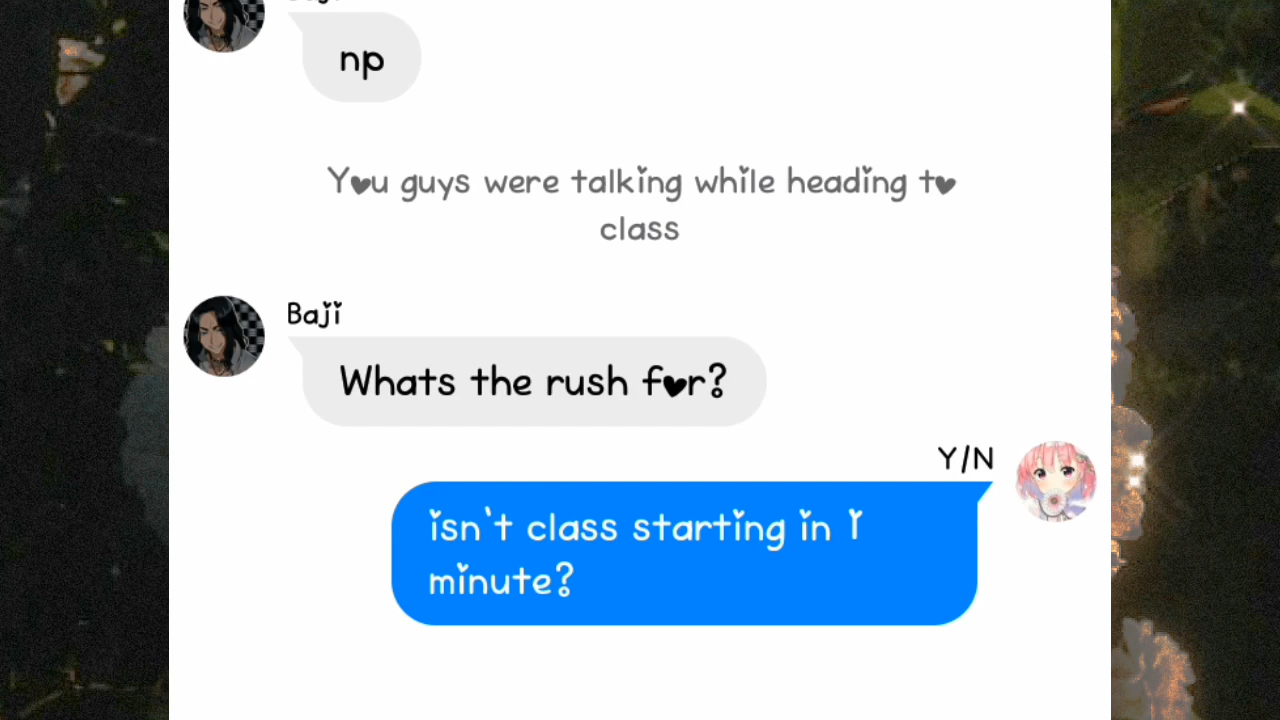 np
You guys were talking while heading to
class
Baji
Whats the rush for?
Y/N
isn't class starting in 1
minute?